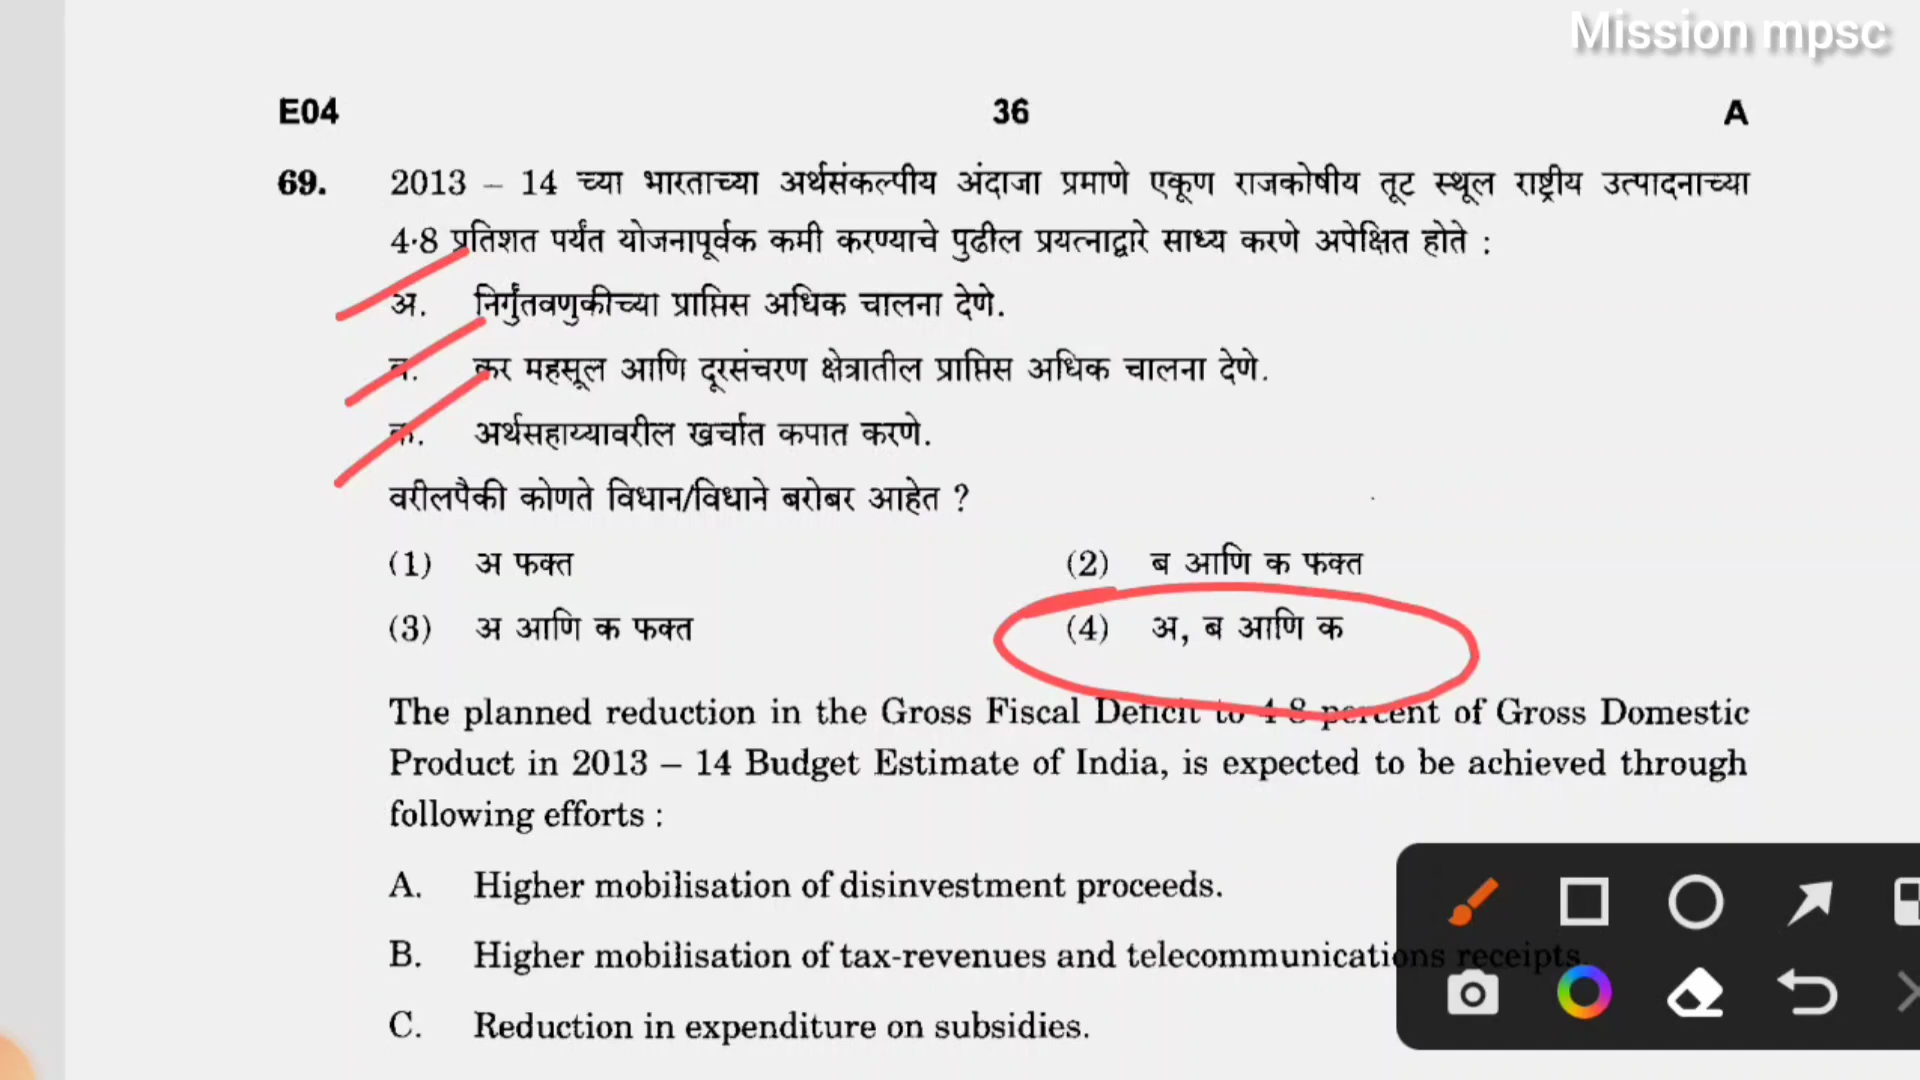 Mission mpsc
E04 36 A
69. 2013 – 14 च्या भारताच्या अर्थसंकल्पीय अंदाजा प्रमाणे एकूण राजकोषीय तूट स्थूल राष्ट्रीय उत्पादनाच्या
4·8 प्रतिशत पर्यंत योजनापूर्वक कमी करण्याचे पुढील प्रयत्नाद्वारे साध्य करणे अपेक्षित होते :
अ. निर्गुंतवणुकीच्या प्राप्तिस अधिक चालना देणे.
ब. कर महसूल आणि दूरसंचरण क्षेत्रातील प्राप्तिस अधिक चालना देणे.
क. अर्थसहाय्यावरील खर्चात कपात करणे.
वरीलपैकी कोणते विधान/विधाने बरोबर आहेत ?
(1) अ फक्त (2) ब आणि क फक्त
(3) अ आणि क फक्त (4) अ, ब आणि क
The planned reduction in the Gross Fiscal Deficit to 4·8 percent of Gross Domestic
Product in 2013 – 14 Budget Estimate of India, is expected to be achieved through
following efforts :
A. Higher mobilisation of disinvestment proceeds.
B. Higher mobilisation of tax-revenues and telecommunications receipts.
C. Reduction in expenditure on subsidies.